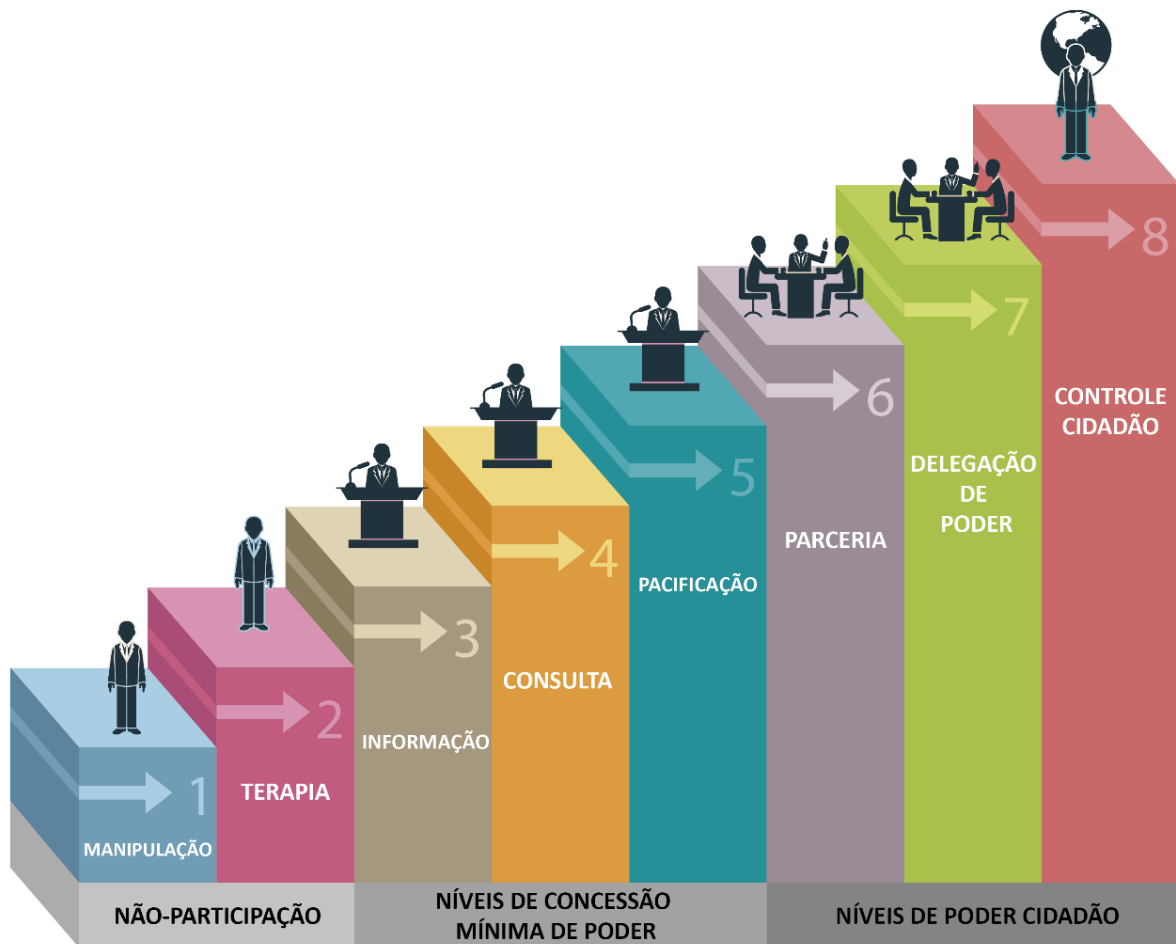 1
MANIPULAÇÃO
2
TERAPIA
3
INFORMAÇÃO
4
CONSULTA
5
PACIFICAÇÃO
6
PARCERIA
7
DELEGAÇÃO
DE
PODER
8
CONTROLE
CIDADÃO
NÃO-PARTICIPAÇÃO
NÍVEIS DE CONCESSÃO
MÍNIMA DE PODER
NÍVEIS DE PODER CIDADÃO